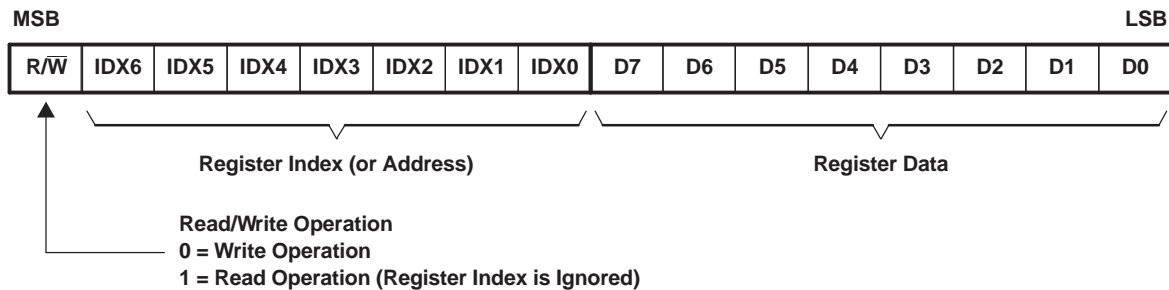 MSB LSB
R/W̅ IDX6 IDX5 IDX4 IDX3 IDX2 IDX1 IDX0 D7 D6 D5 D4 D3 D2 D1 D0
Register Index (or Address) Register Data
Read/Write Operation
0 = Write Operation
1 = Read Operation (Register Index is Ignored)